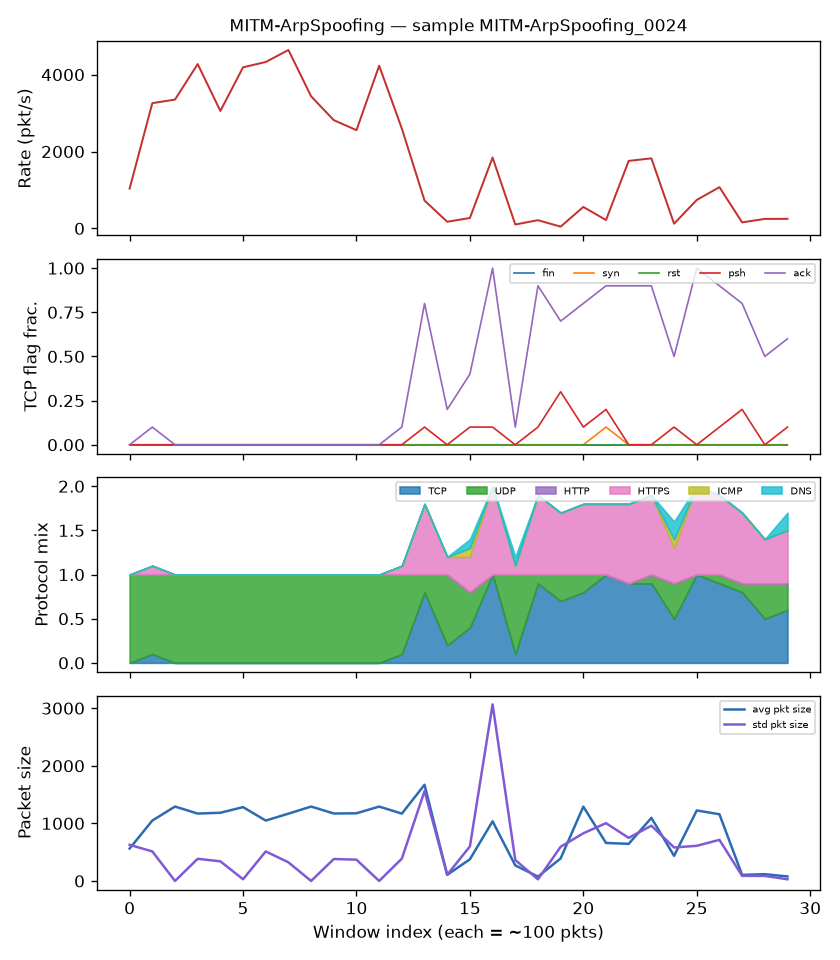 MITM-ArpSpoofing — sample MITM-ArpSpoofing_0024
Rate (pkt/s)
4000
2000
0
TCP flag frac.
1.00
0.75
0.50
0.25
0.00
fin syn rst psh ack
Protocol mix
2.0
1.5
1.0
0.5
0.0
TCP UDP HTTP HTTPS ICMP DNS
Packet size
3000
2000
1000
0
avg pkt size
std pkt size
0 5 10 15 20 25 30
Window index (each = ~100 pkts)